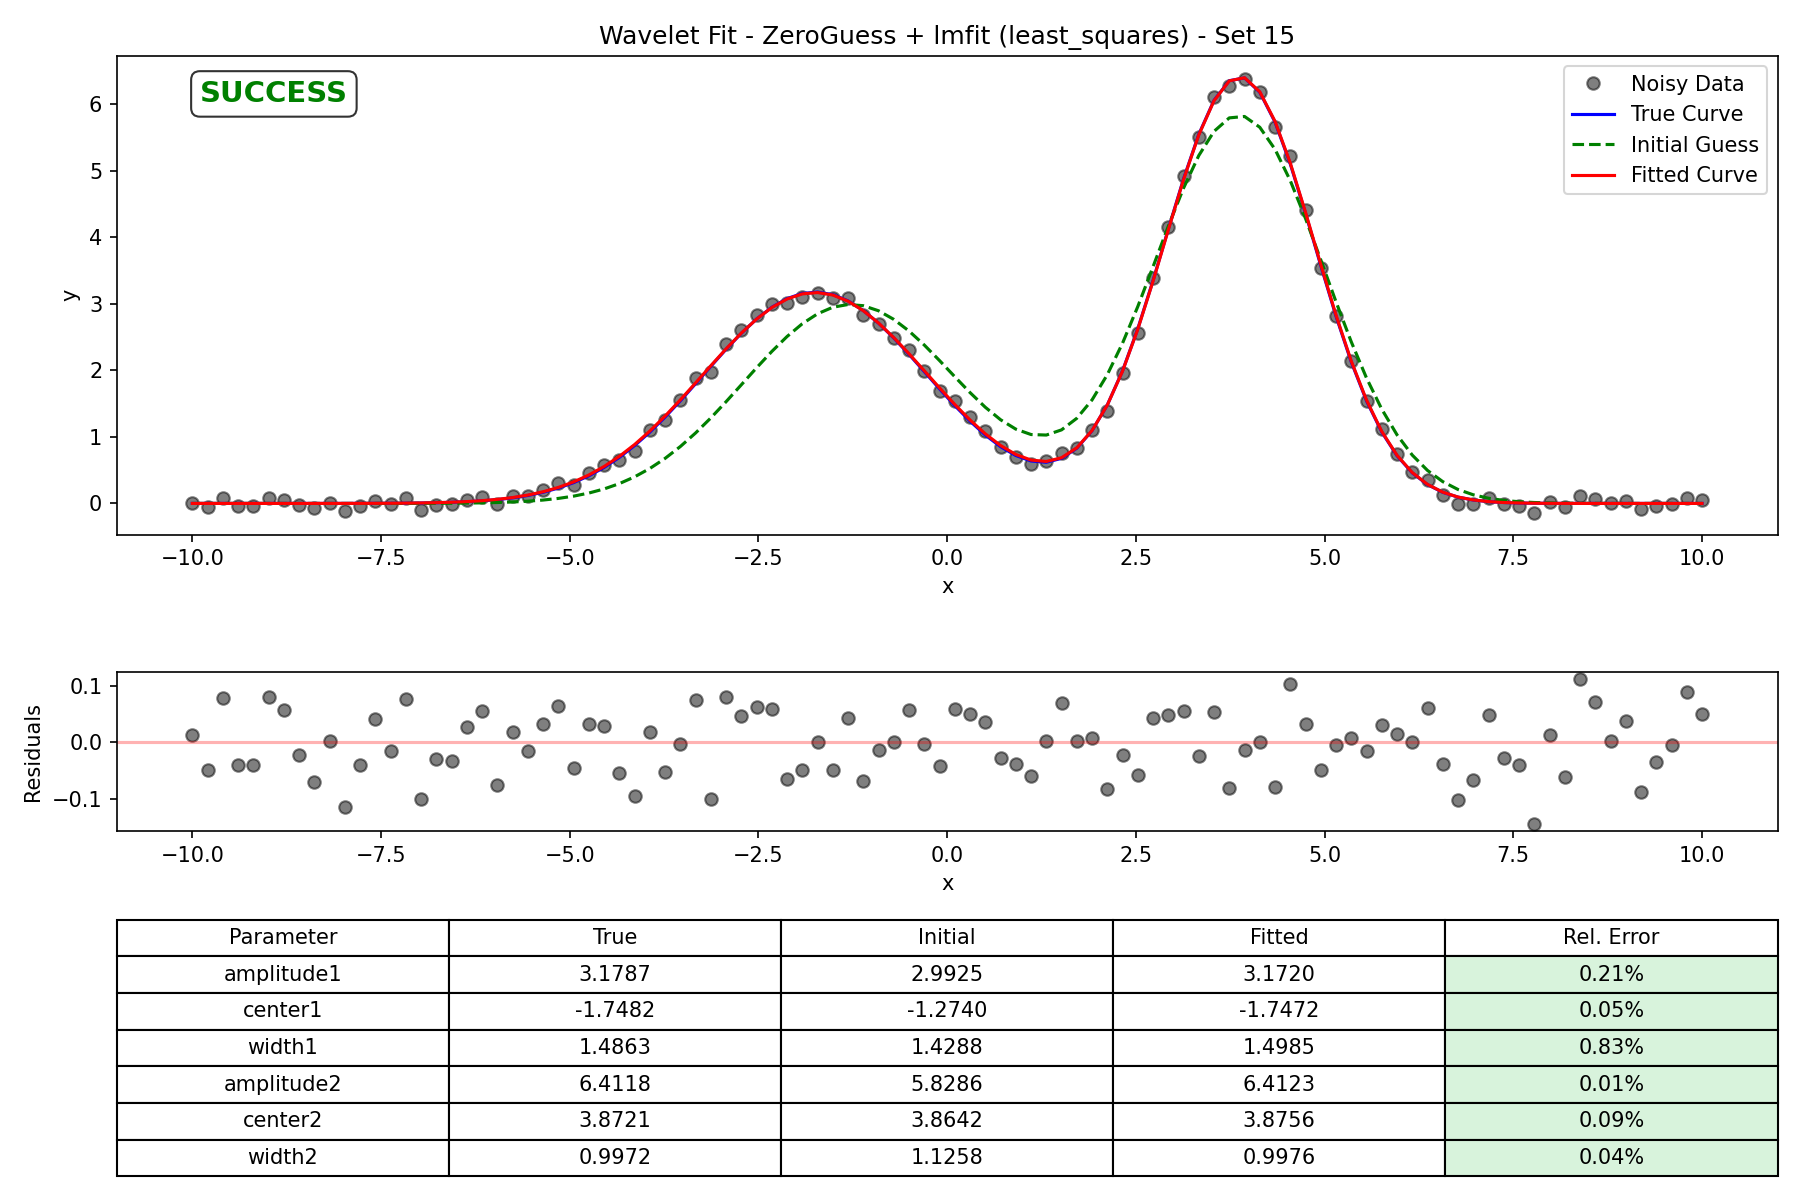 Wavelet Fit - ZeroGuess + lmfit (least_squares) - Set 15
SUCCESS
Noisy Data
True Curve
Initial Guess
Fitted Curve
y
6
5
4
3
2
1
0
−10.0 −7.5 −5.0 −2.5 0.0 2.5 5.0 7.5 10.0
x
Residuals
0.1
0.0
−0.1
−10.0 −7.5 −5.0 −2.5 0.0 2.5 5.0 7.5 10.0
x
Parameter True Initial Fitted Rel. Error
amplitude1 3.1787 2.9925 3.1720 0.21%
center1 -1.7482 -1.2740 -1.7472 0.05%
width1 1.4863 1.4288 1.4985 0.83%
amplitude2 6.4118 5.8286 6.4123 0.01%
center2 3.8721 3.8642 3.8756 0.09%
width2 0.9972 1.1258 0.9976 0.04%